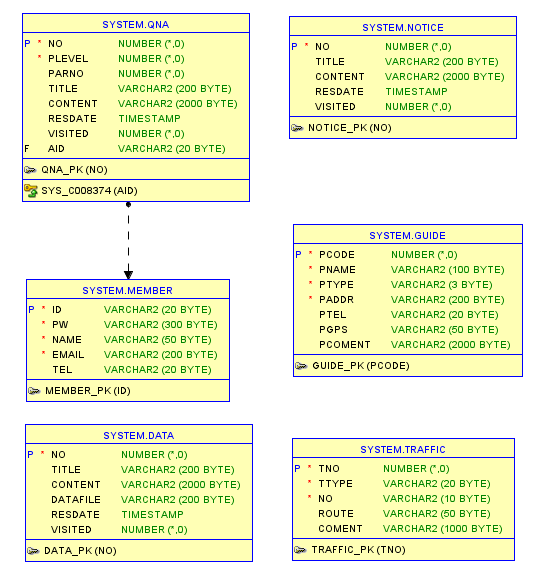 SYSTEM.QNA
P * NO NUMBER (*,0)
* PLEVEL NUMBER (*,0)
PARNO NUMBER (*,0)
TITLE VARCHAR2 (200 BYTE)
CONTENT VARCHAR2 (2000 BYTE)
RESDATE TIMESTAMP
VISITED NUMBER (*,0)
F AID VARCHAR2 (20 BYTE)
QNA_PK (NO)
SYS_C008374 (AID)
SYSTEM.NOTICE
P * NO NUMBER (*,0)
TITLE VARCHAR2 (200 BYTE)
CONTENT VARCHAR2 (2000 BYTE)
RESDATE TIMESTAMP
VISITED NUMBER (*,0)
NOTICE_PK (NO)
SYSTEM.MEMBER
P * ID VARCHAR2 (20 BYTE)
* PW VARCHAR2 (300 BYTE)
* NAME VARCHAR2 (50 BYTE)
* EMAIL VARCHAR2 (200 BYTE)
TEL VARCHAR2 (20 BYTE)
MEMBER_PK (ID)
SYSTEM.GUIDE
P * PCODE NUMBER (*,0)
* PNAME VARCHAR2 (100 BYTE)
* PTYPE VARCHAR2 (3 BYTE)
* PADDR VARCHAR2 (200 BYTE)
PTEL VARCHAR2 (20 BYTE)
PGPS VARCHAR2 (50 BYTE)
PCOMENT VARCHAR2 (2000 BYTE)
GUIDE_PK (PCODE)
SYSTEM.DATA
P * NO NUMBER (*,0)
TITLE VARCHAR2 (200 BYTE)
CONTENT VARCHAR2 (2000 BYTE)
DATAFILE VARCHAR2 (200 BYTE)
RESDATE TIMESTAMP
VISITED NUMBER (*,0)
DATA_PK (NO)
SYSTEM.TRAFFIC
P * TNO NUMBER (*,0)
* TTYPE VARCHAR2 (20 BYTE)
* NO VARCHAR2 (10 BYTE)
ROUTE VARCHAR2 (50 BYTE)
COMENT VARCHAR2 (1000 BYTE)
TRAFFIC_PK (TNO)